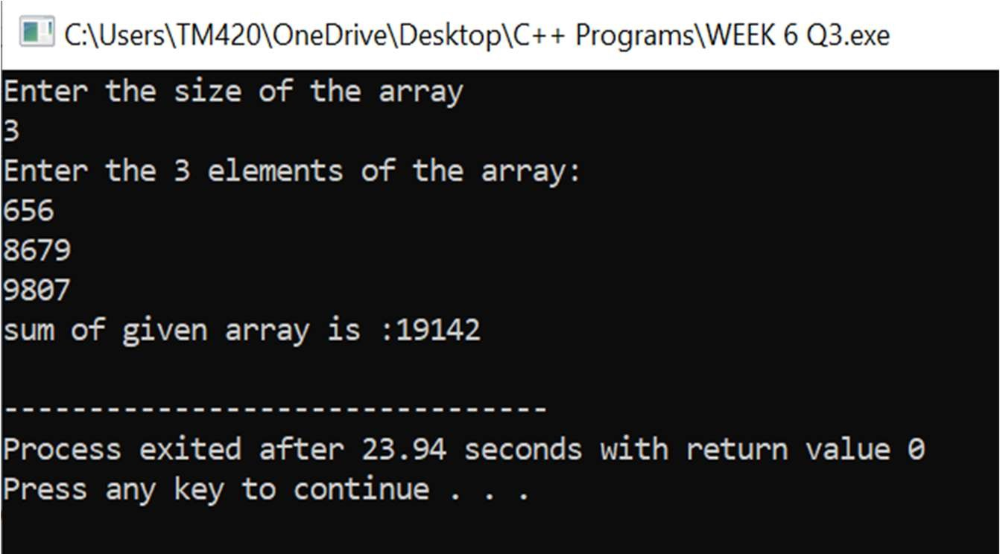 C:\Users\TM420\OneDrive\Desktop\C++ Programs\WEEK 6 Q3.exe
Enter the size of the array
3
Enter the 3 elements of the array:
656
8679
9807
sum of given array is :19142
--------------------------------
Process exited after 23.94 seconds with return value 0
Press any key to continue . . .